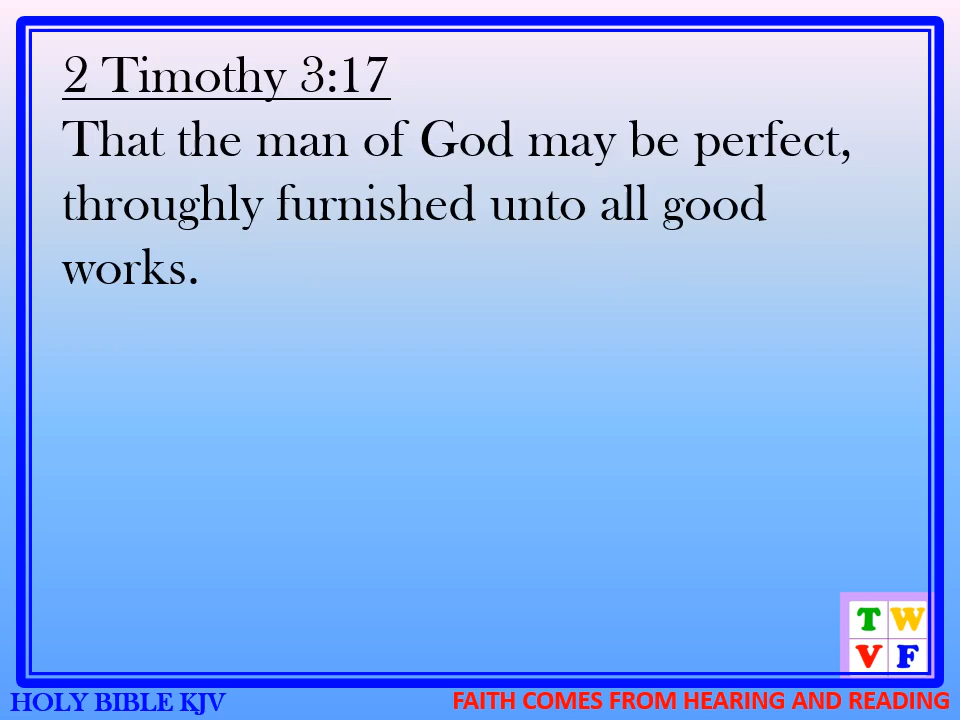 2 Timothy 3:17
That the man of God may be perfect,
throughly furnished unto all good
works.
T W
V F
HOLY BIBLE KJV
FAITH COMES FROM HEARING AND READING